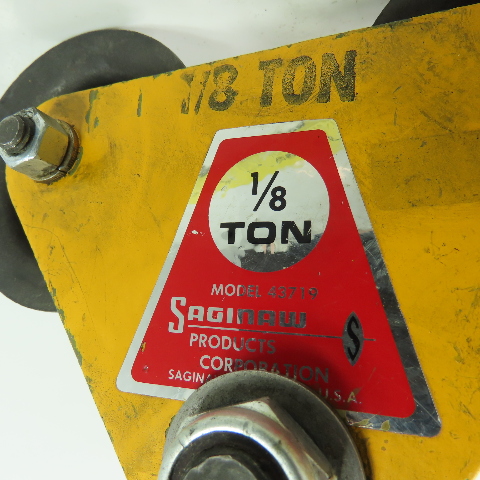 1/8 TON
1/8
TON
MODEL 43719
SAGINAW S
PRODUCTS
CORPORATION
U.S.A.